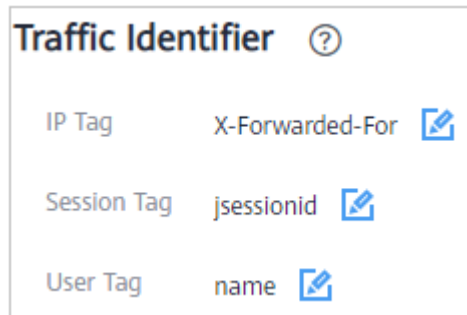 Traffic Identifier ?
IP Tag X-Forwarded-For
Session Tag jsessionid
User Tag name